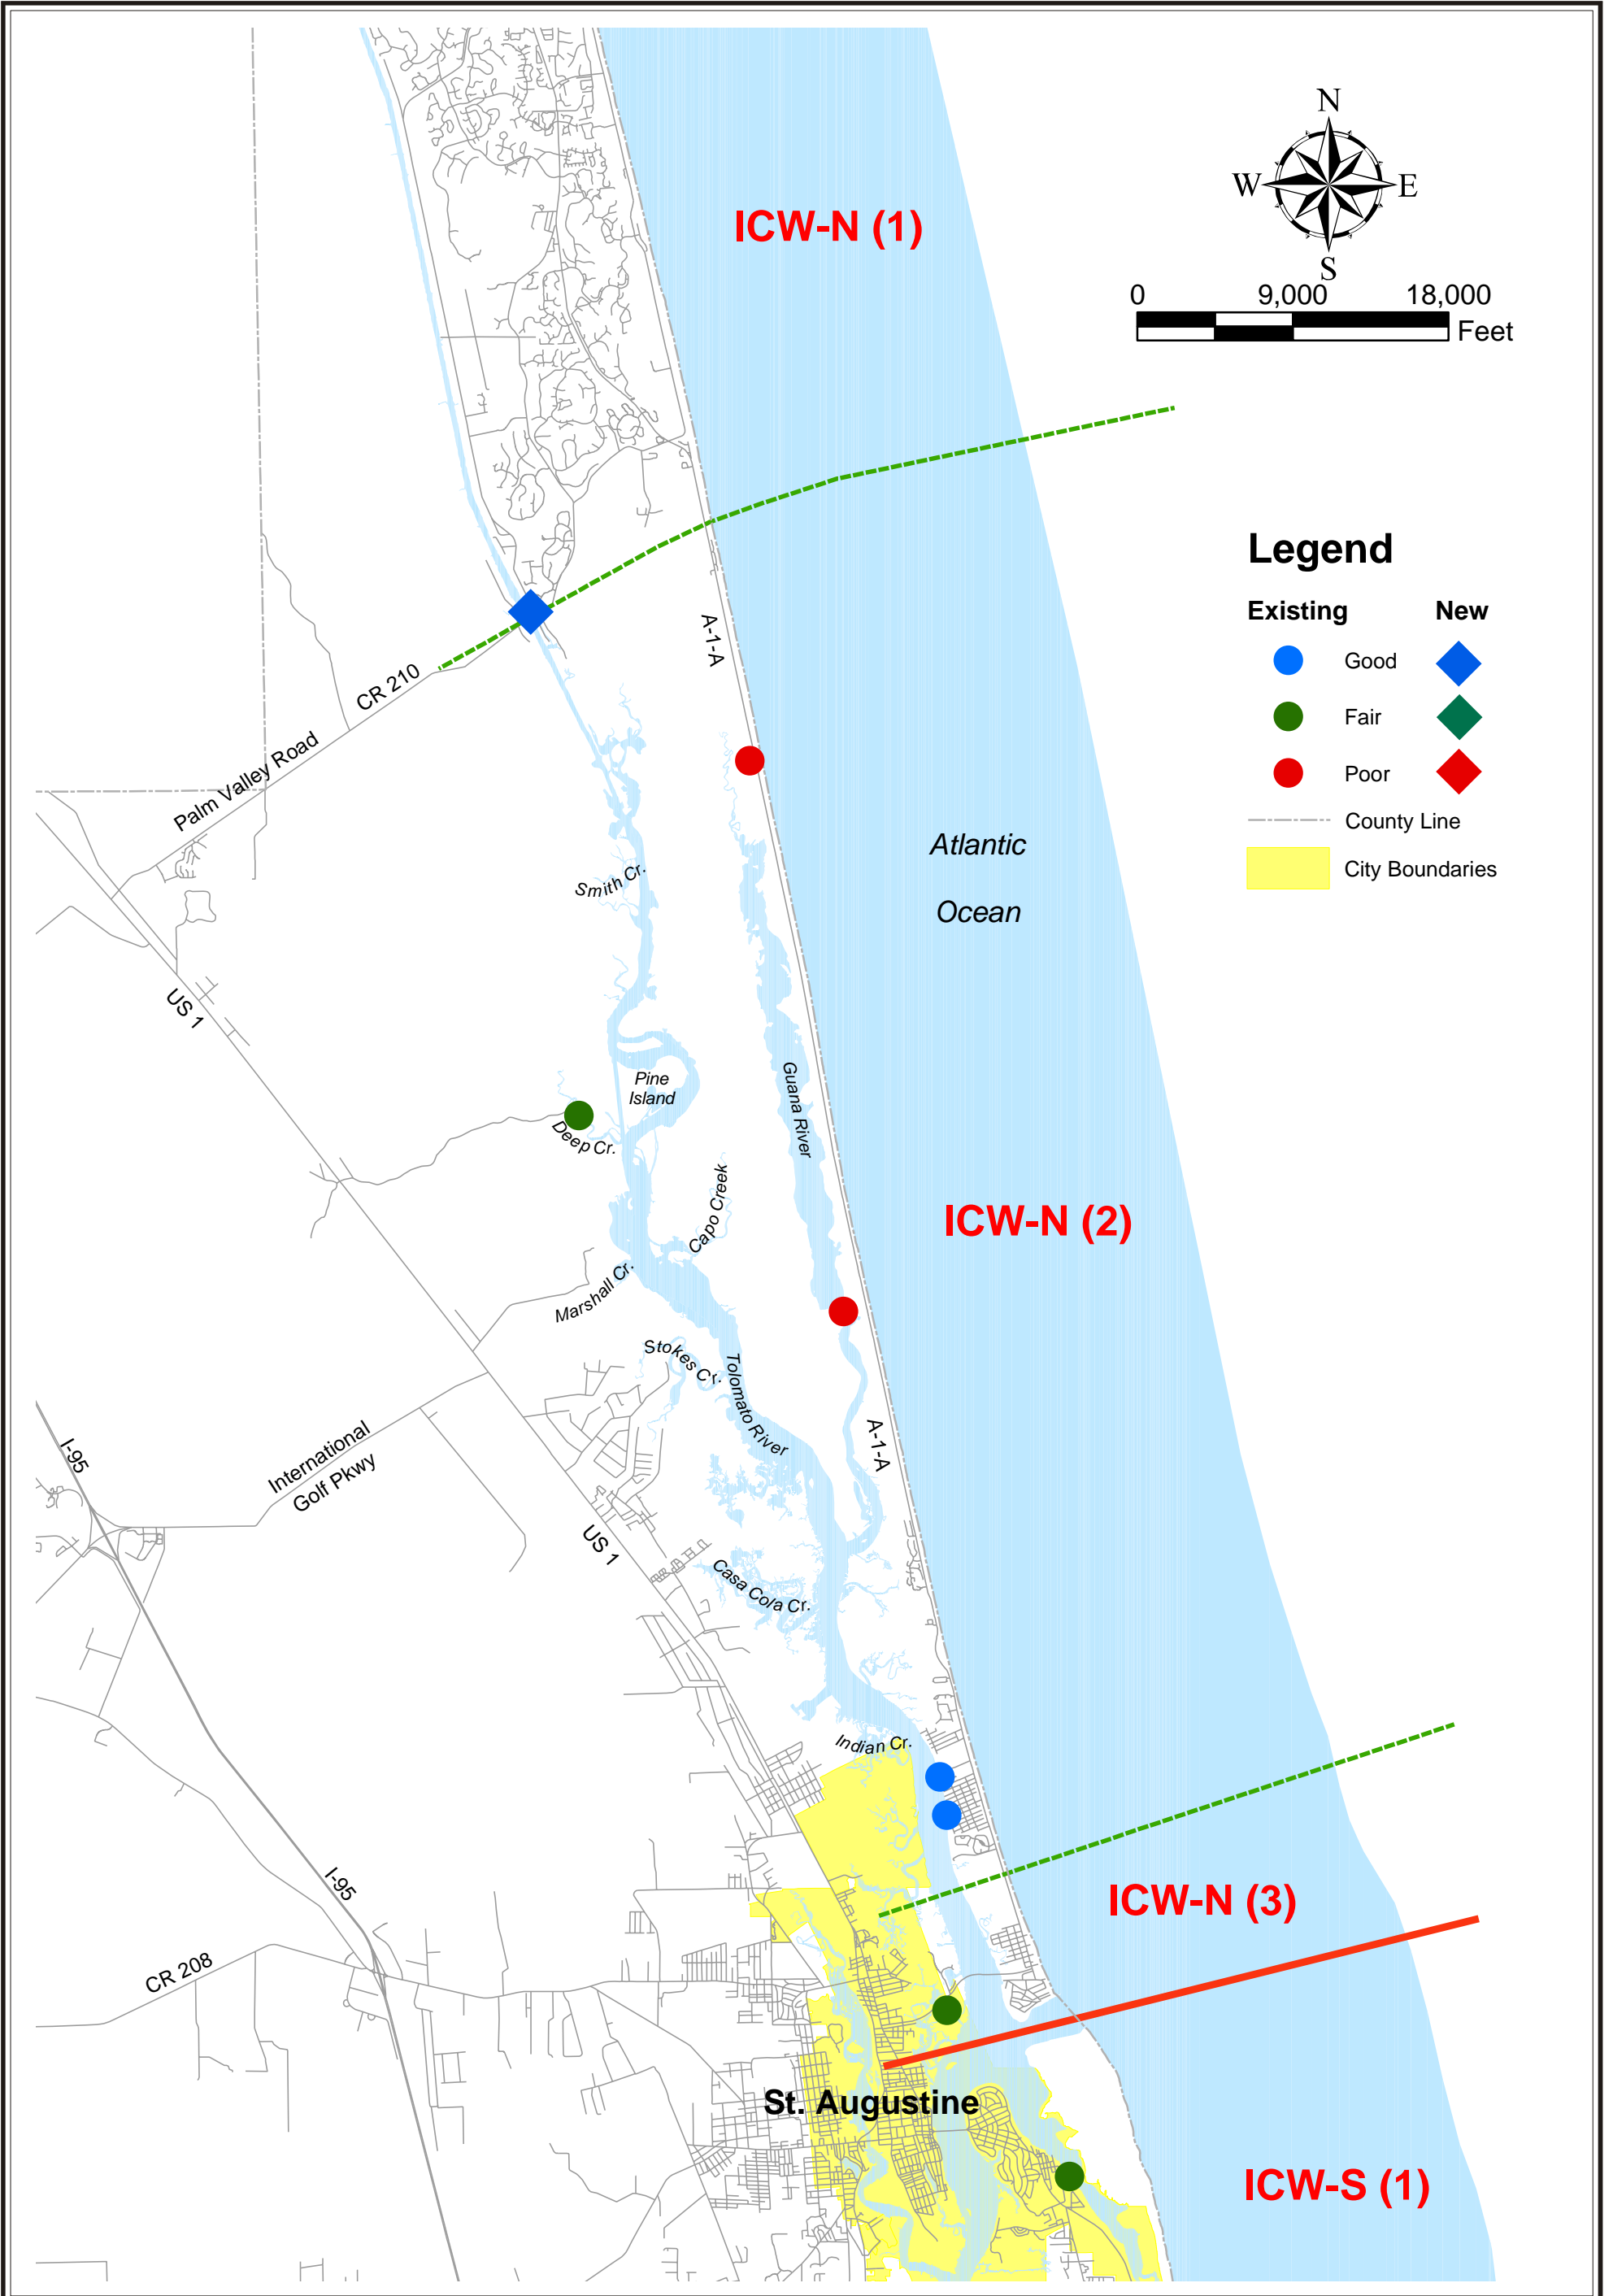 N
W E
S
ICW-N (1)
0 9,000 18,000
Feet
Legend
Existing New
Good
Fair
Poor
County Line
City Boundaries
A-1-A
CR 210
Palm Valley Road
Atlantic
Ocean
Smith Cr.
US 1
Pine
Island
Guana River
Deep Cr.
Capo Creek
ICW-N (2)
Marshall Cr.
Stokes Cr.
Tolomato River
A-1-A
I-95
International
Golf Pkwy
US 1
Casa Cola Cr.
Indian Cr.
I-95
ICW-N (3)
CR 208
St. Augustine
ICW-S (1)